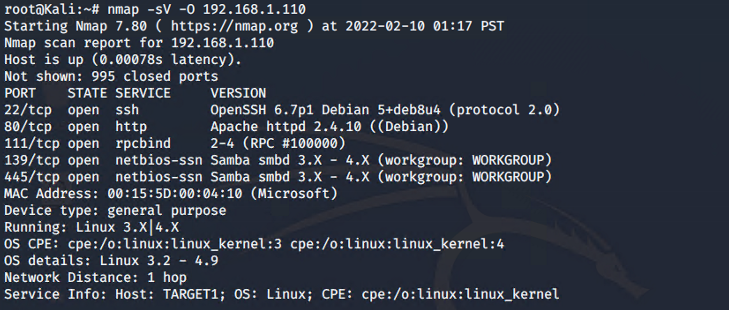 root@Kali:~# nmap -sV -O 192.168.1.110
Starting Nmap 7.80 ( https://nmap.org ) at 2022-02-10 01:17 PST
Nmap scan report for 192.168.1.110
Host is up (0.00078s latency).
Not shown: 995 closed ports
PORT    STATE SERVICE     VERSION
22/tcp  open  ssh         OpenSSH 6.7p1 Debian 5+deb8u4 (protocol 2.0)
80/tcp  open  http        Apache httpd 2.4.10 ((Debian))
111/tcp open  rpcbind     2-4 (RPC #100000)
139/tcp open  netbios-ssn Samba smbd 3.X - 4.X (workgroup: WORKGROUP)
445/tcp open  netbios-ssn Samba smbd 3.X - 4.X (workgroup: WORKGROUP)
MAC Address: 00:15:5D:00:04:10 (Microsoft)
Device type: general purpose
Running: Linux 3.X|4.X
OS CPE: cpe:/o:linux:linux_kernel:3 cpe:/o:linux:linux_kernel:4
OS details: Linux 3.2 - 4.9
Network Distance: 1 hop
Service Info: Host: TARGET1; OS: Linux; CPE: cpe:/o:linux:linux_kernel